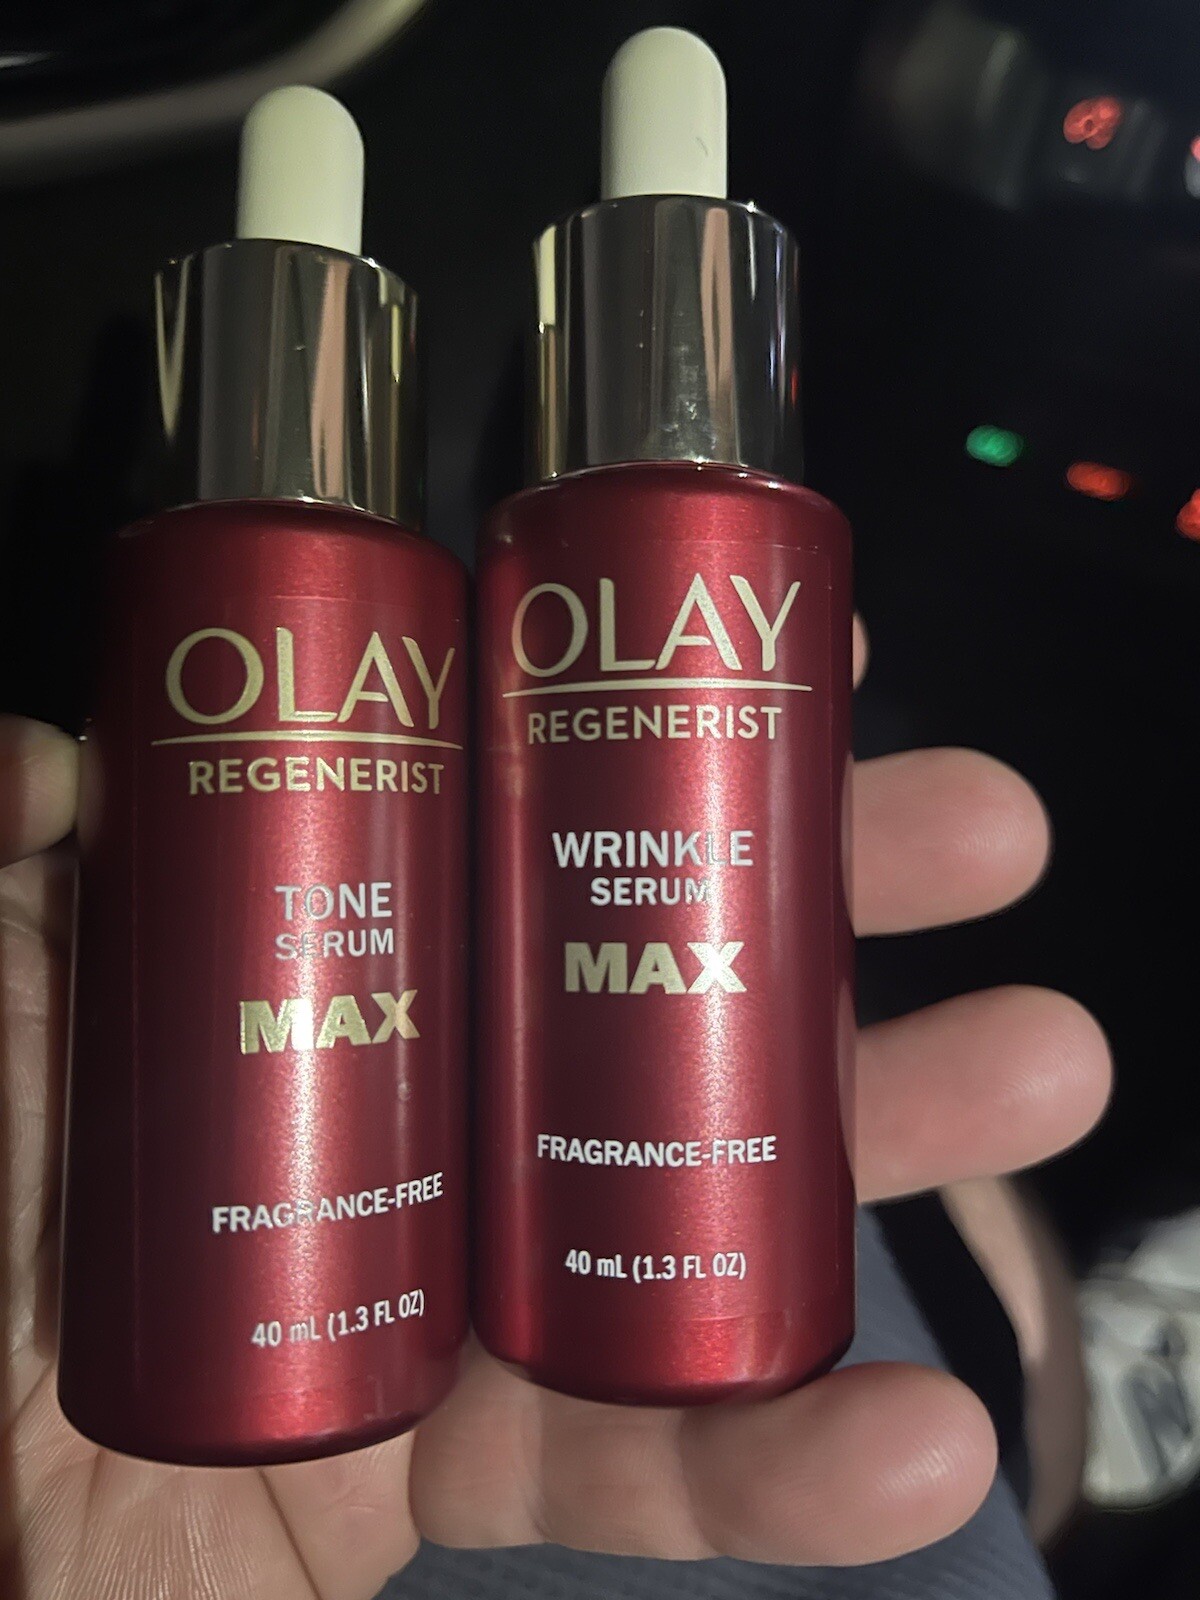 OLAY
REGENERIST
TONE
SERUM
MAX
FRAGRANCE-FREE
40 mL (1.3 FL OZ)
OLAY
REGENERIST
WRINKLE
SERUM
MAX
FRAGRANCE-FREE
40 mL (1.3 FL OZ)